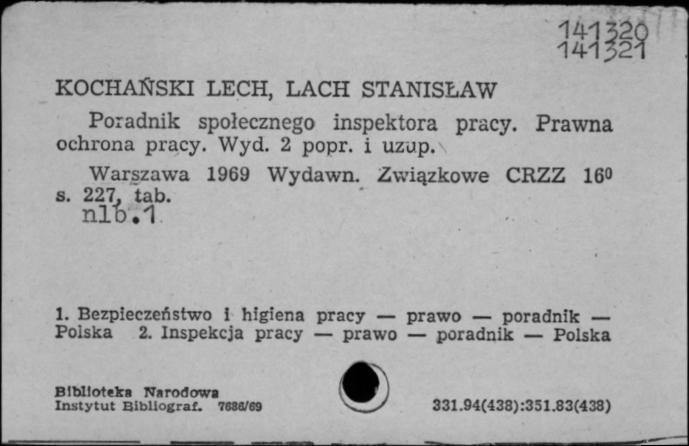 141320
141321
KOCHAŃSKI LECH, LACH STANISŁAW
Poradnik społecznego inspektora pracy. Prawna
ochrona pracy. Wyd. 2 popr. i uzup.
Warszawa 1969 Wydawn. Związkowe CRZZ 16⁰
s. 227, tab.
nlb.1
1. Bezpieczeństwo i higiena pracy — prawo — poradnik —
Polska 2. Inspekcja pracy — prawo — poradnik — Polska
Biblioteka Narodowa
Instytut Bibliograf. 7686/69
331.94(438):351.83(438)